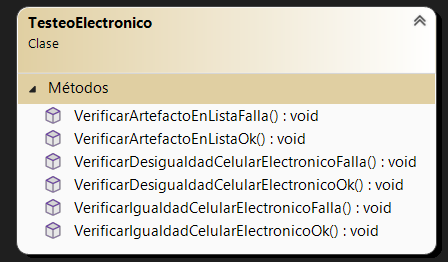 TesteoElectronico
Clase
Métodos
VerificarArtefactoEnListaFalla() : void
VerificarArtefactoEnListaOk() : void
VerificarDesigualdadCelularElectronicoFalla() : void
VerificarDesigualdadCelularElectronicoOk() : void
VerificarIgualdadCelularElectronicoFalla() : void
VerificarIgualdadCelularElectronicoOk() : void